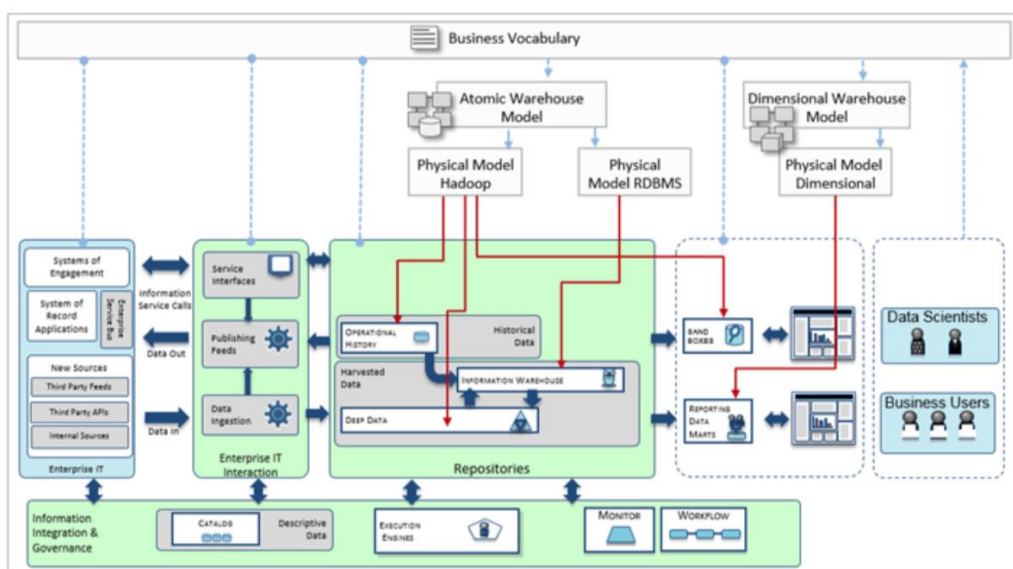 Business Vocabulary
Atomic Warehouse
Model
Dimensional Warehouse
Model
Physical Model
Hadoop
Physical
Model RDBMS
Physical Model
Dimensional
Systems of
Engagement
System of
Record
Applications
Enterprise
Service Bus
New Sources
Third Party Feeds
Third Party APIs
Internal Sources
Enterprise IT
Information
Service Calls
Data Out
Data In
Service
Interfaces
Publishing
Feeds
Data
Ingestion
Enterprise IT
Interaction
Operational
History
Historical
Data
Harvested
Data
Information Warehouse
Deep Data
Repositories
Sand
Boxes
Reporting
Data
Marts
Data Scientists
Business Users
Information
Integration &
Governance
Catalog
Descriptive
Data
Execution
Engines
Monitor
Workflow